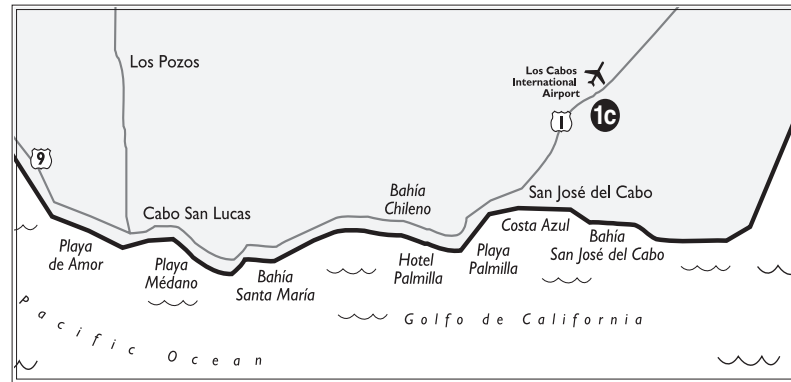 Los Pozos
Los Cabos
International
Airport
1
1c
9
Bahía
Chileno
San José del Cabo
Cabo San Lucas
Costa Azul
Playa
de Amor
Playa
Médano
Bahía
Santa María
Hotel
Palmilla
Playa
Palmilla
Bahía
San José del Cabo
Pacific Ocean
Golfo de California